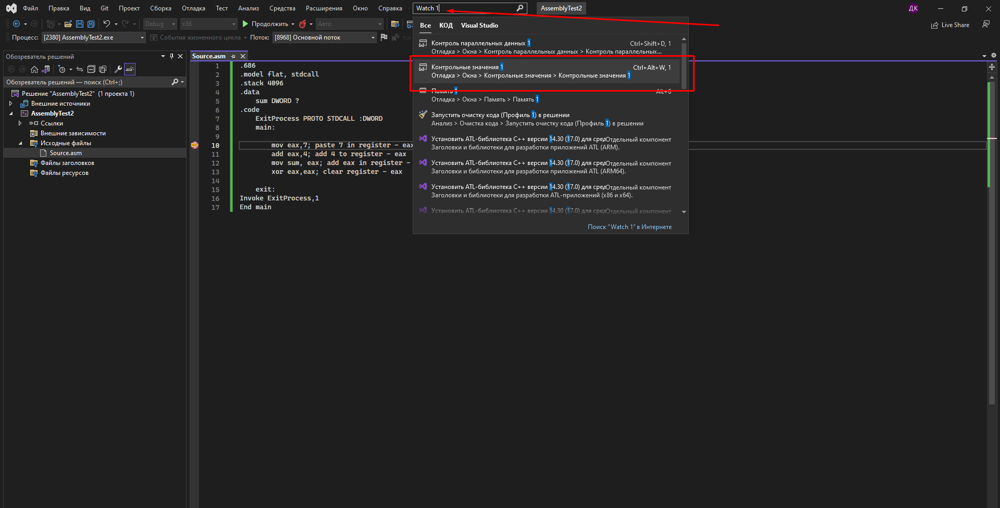 Файл Правка Вид Git Проект Сборка Отладка Тест Анализ Средства Расширения Окно Справка Watch 1 AssemblyTest2 ДК
Debug x86 Продолжить Авто Live Share
Процесс: [2380] AssemblyTest2.exe События жизненного цикла Поток: [8968] Основной поток
Обозреватель решений
Обозреватель решений — поиск (Ctrl+;)
Решение "AssemblyTest2" (1 проекта 1)
Внешние источники
AssemblyTest2
Ссылки
Внешние зависимости
Исходные файлы
Source.asm
Файлы заголовков
Файлы ресурсов
Source.asm
1 .686
2 .model flat, stdcall
3 .stack 4096
4 .data
5 sum DWORD ?
6 .code
7 ExitProcess PROTO STDCALL :DWORD
8 main:
9
10 mov eax,7; paste 7 in register - eax
11 add eax,4; add 4 to register - eax
12 mov sum, eax; add eax in register -
13 xor eax,eax; clear register - eax
14
15 exit:
16 Invoke ExitProcess,1
17 End main
Все КОД Visual Studio
Контроль параллельных данных 1 Ctrl+Shift+D, 1
Отладка > Окна > Контроль параллельных данных > Контроль параллельных...
Контрольные значения 1 Ctrl+Alt+W, 1
Отладка > Окна > Контрольные значения > Контрольные значения 1
Память 1 Alt+6
Отладка > Окна > Память > Память 1
Запустить очистку кода (Профиль 1) в решении
Анализ > Очистка кода > Запустить очистку кода (Профиль 1) в решении
Установить ATL-библиотека C++ версии 14.30 (17.0) для сред Отдельный компонент
Заголовки и библиотеки для разработки приложений ATL (ARM).
Установить ATL-библиотека C++ версии 14.30 (17.0) для сред Отдельный компонент
Заголовки и библиотеки для разработки приложений ATL (ARM64).
Установить ATL-библиотека C++ версии 14.30 (17.0) для сред Отдельный компонент
Заголовки и библиотеки для разработки ATL-приложений (x86 и x64).
Установить ATL-библиотека C++ версии 14.30 (17.0) для сред Отдельный компонент
Поиск "Watch 1" в Интернете